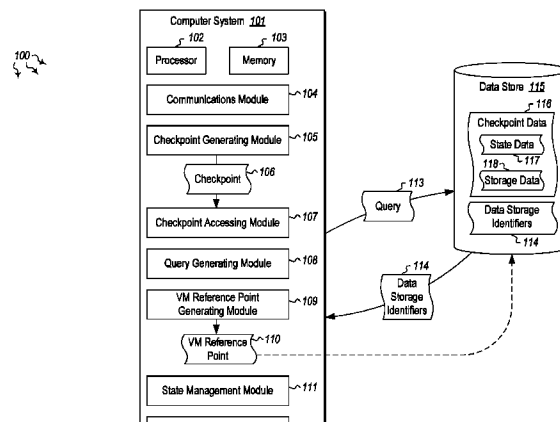 Computer System 101
102
103
Processor
Memory
100
Communications Module
104
Checkpoint Generating Module
105
Checkpoint
106
Checkpoint Accessing Module
107
Query Generating Module
108
VM Reference Point
Generating Module
109
VM Reference
Point
110
State Management Module
111
113
Query
114
Data
Storage
Identifiers
Data Store 115
116
Checkpoint Data
State Data
117
118
Storage Data
Data Storage
Identifiers
114